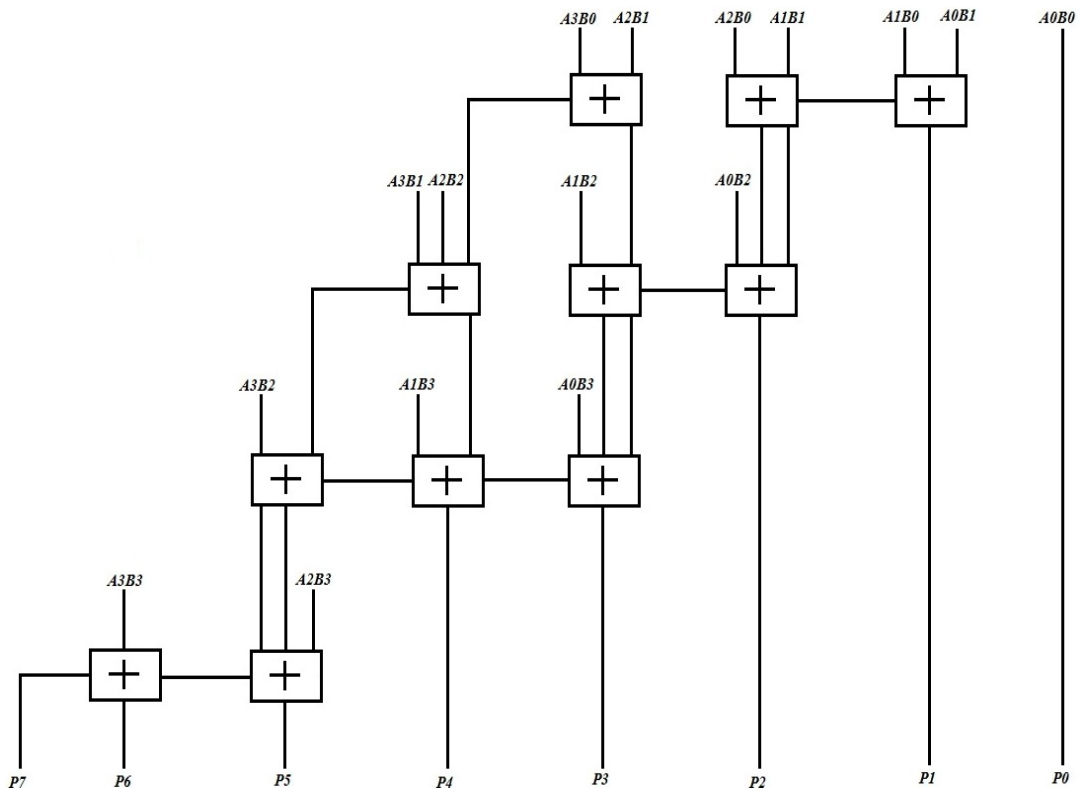 A3B0 A2B1 A2B0 A1B1 A1B0 A0B1 A0B0
A3B1 A2B2 A1B2 A0B2
A3B2 A1B3 A0B3
A3B3 A2B3
P7 P6 P5 P4 P3 P2 P1 P0